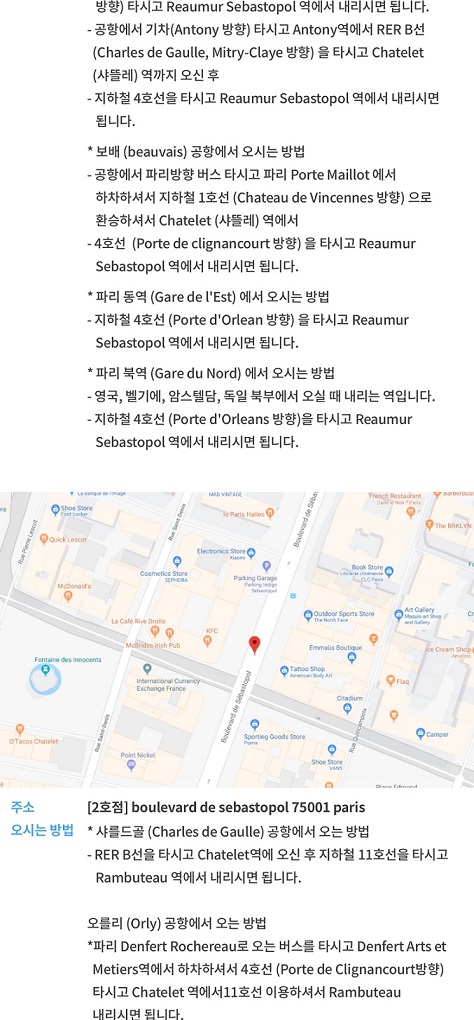 방향) 타시고 Reaumur Sebastopol 역에서 내리시면 됩니다.
- 공항에서 기차(Antony 방향) 타시고 Antony역에서 RER B선
(Charles de Gaulle, Mitry-Claye 방향) 을 타시고 Chatelet
(샤뜰레) 역까지 오신 후
- 지하철 4호선을 타시고 Reaumur Sebastopol 역에서 내리시면
됩니다.
* 보배 (beauvais) 공항에서 오시는 방법
- 공항에서 파리방향 버스 타시고 파리 Porte Maillot 에서
하차하셔서 지하철 1호선 (Chateau de Vincennes 방향) 으로
환승하셔서 Chatelet (샤뜰레) 역에서
- 4호선 (Porte de clignancourt 방향) 을 타시고 Reaumur
Sebastopol 역에서 내리시면 됩니다.
* 파리 동역 (Gare de l'Est) 에서 오시는 방법
- 지하철 4호선 (Porte d'Orlean 방향) 을 타시고 Reaumur
Sebastopol 역에서 내리시면 됩니다.
* 파리 북역 (Gare du Nord) 에서 오시는 방법
- 영국, 벨기에, 암스텔담, 독일 북부에서 오실 때 내리는 역입니다.
- 지하철 4호선 (Porte d'Orleans 방향)을 타시고 Reaumur
Sebastopol 역에서 내리시면 됩니다.
La banque de l'image
MAD VINTAGE
French Restaurant
Barberousse
Shoe Store
Foot Locker
Rue Saint-Denis
le Paris Halles
Boulevard de Sébastopol
The BRKLYN
Rue Pierre Lescot
Quick Lescot
Electronics Store
Xiaomi
Cosmetics Store
SEPHORA
Parking Garage
Parking Indigo
Sebastopol
Book Store
Librairie chrétienne
CLC Paris
McDonald's
Outdoor Sports Store
The North Face
Art Gallery
Maque-art Shop
and Gallery
Le Café Rive Droite
McBrides Irish Pub
KFC
Emmaüs Boutique
Ice Cream Shop
Amorino
Fontaine des Innocents
International Currency
Exchange France
Tattoo Shop
American Body Art
Flaq
Citadium
O'Tacos Chatelet
Rue Saint-Denis
Boulevard de Sébastopol
Sporting Goods Store
Puma
Rue Quincampoix
Camper
Point Nickel
Shoe Store
VANS
Place Edmond
주소 [2호점] boulevard de sebastopol 75001 paris
오시는 방법 * 샤를드골 (Charles de Gaulle) 공항에서 오는 방법
- RER B선을 타시고 Chatelet역에 오신 후 지하철 11호선을 타시고
Rambuteau 역에서 내리시면 됩니다.
오를리 (Orly) 공항에서 오는 방법
*파리 Denfert Rochereau로 오는 버스를 타시고 Denfert Arts et
Metiers역에서 하차하셔서 4호선 (Porte de Clignancourt방향)
타시고 Chatelet 역에서11호선 이용하셔서 Rambuteau
내리시면 됩니다.